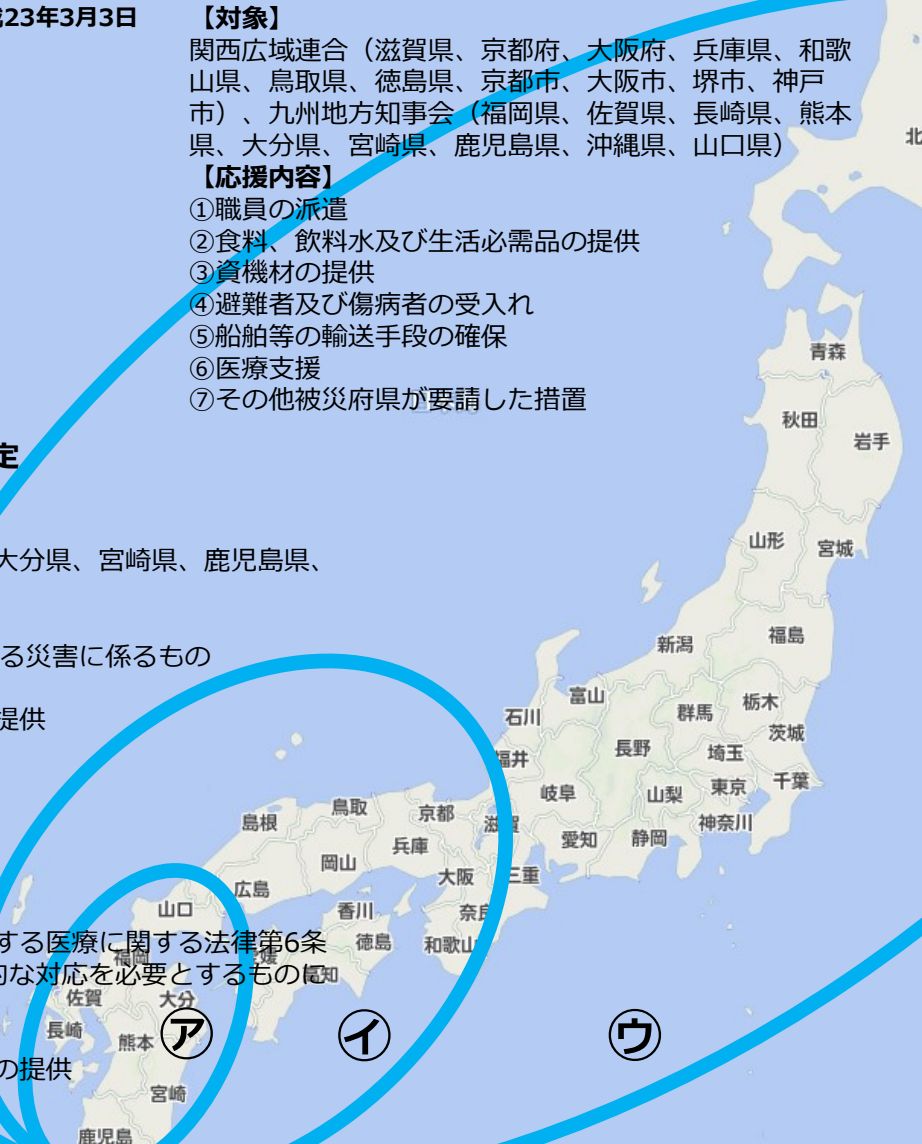 23年3月3日
【対象】
関西広域連合（滋賀県、京都府、大阪府、兵庫県、和歌
山県、鳥取県、徳島県、京都市、大阪市、堺市、神戸
市）、九州地方知事会（福岡県、佐賀県、長崎県、熊本
県、大分県、宮崎県、鹿児島県、沖縄県、山口県）
【応援内容】
①職員の派遣
②食料、飲料水及び生活必需品の提供
③資機材の提供
④避難者及び傷病者の受入れ
⑤船舶等の輸送手段の確保
⑥医療支援
⑦その他被災府県が要請した措置
定
大分県、宮崎県、鹿児島県、
る災害に係るもの
提供
する医療に関する法律第6条
的な対応を必要とするものに
の提供
北
青森
秋田
岩手
山形
宮城
新潟
福島
富山
石川
群馬
栃木
茨城
福井
長野
埼玉
岐阜
山梨
東京
千葉
神奈川
愛知
静岡
島根
鳥取
京都
滋賀
兵庫
岡山
大阪
三重
広島
山口
香川
奈良
徳島
和歌山
福岡
愛媛
高知
佐賀
大分
長崎
熊本
宮崎
鹿児島
ア
イ
ウ